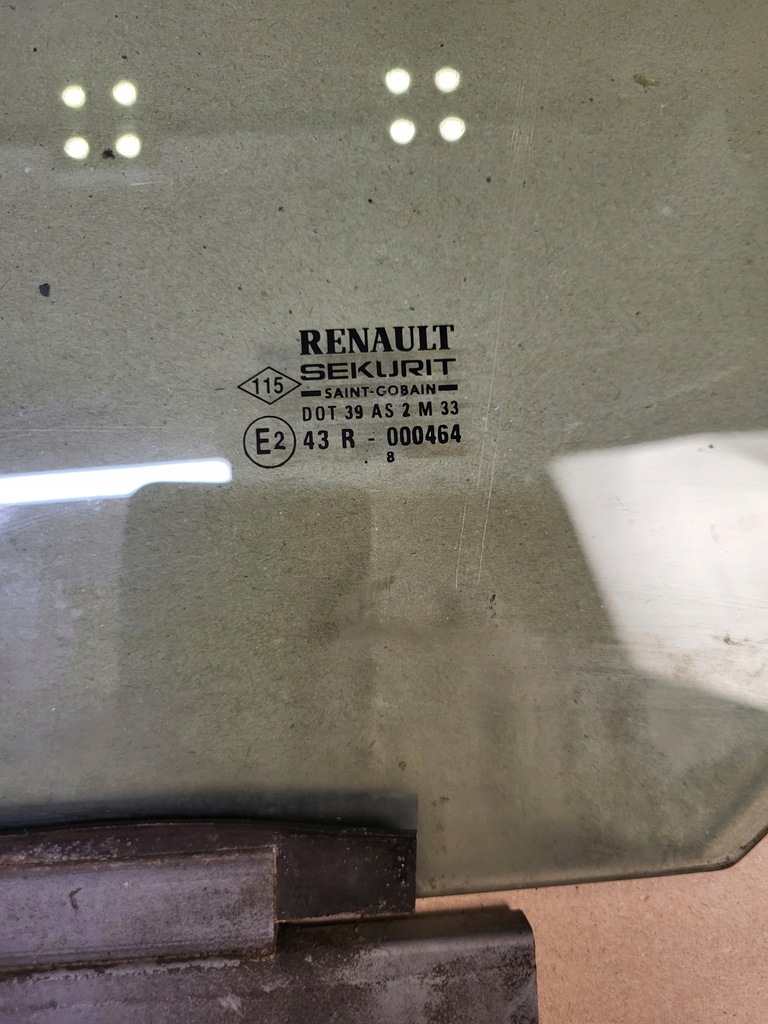 RENAULT
SEKURIT
115
SAINT-GOBAIN
DOT 39 AS 2 M 33
E2 43 R - 000464
. 8